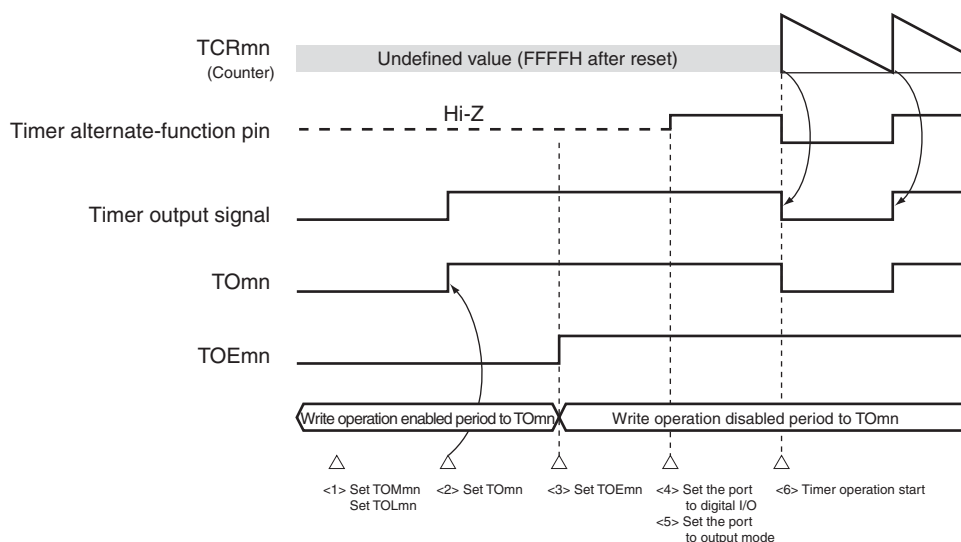 TCRmn
(Counter)
Undefined value (FFFFH after reset)
Hi-Z
Timer alternate-function pin
Timer output signal
TOmn
TOEmn
Write operation enabled period to TOmn
Write operation disabled period to TOmn
<1> Set TOMmn
Set TOLmn
<2> Set TOmn
<3> Set TOEmn
<4> Set the port
to digital I/O
<5> Set the port
to output mode
<6> Timer operation start